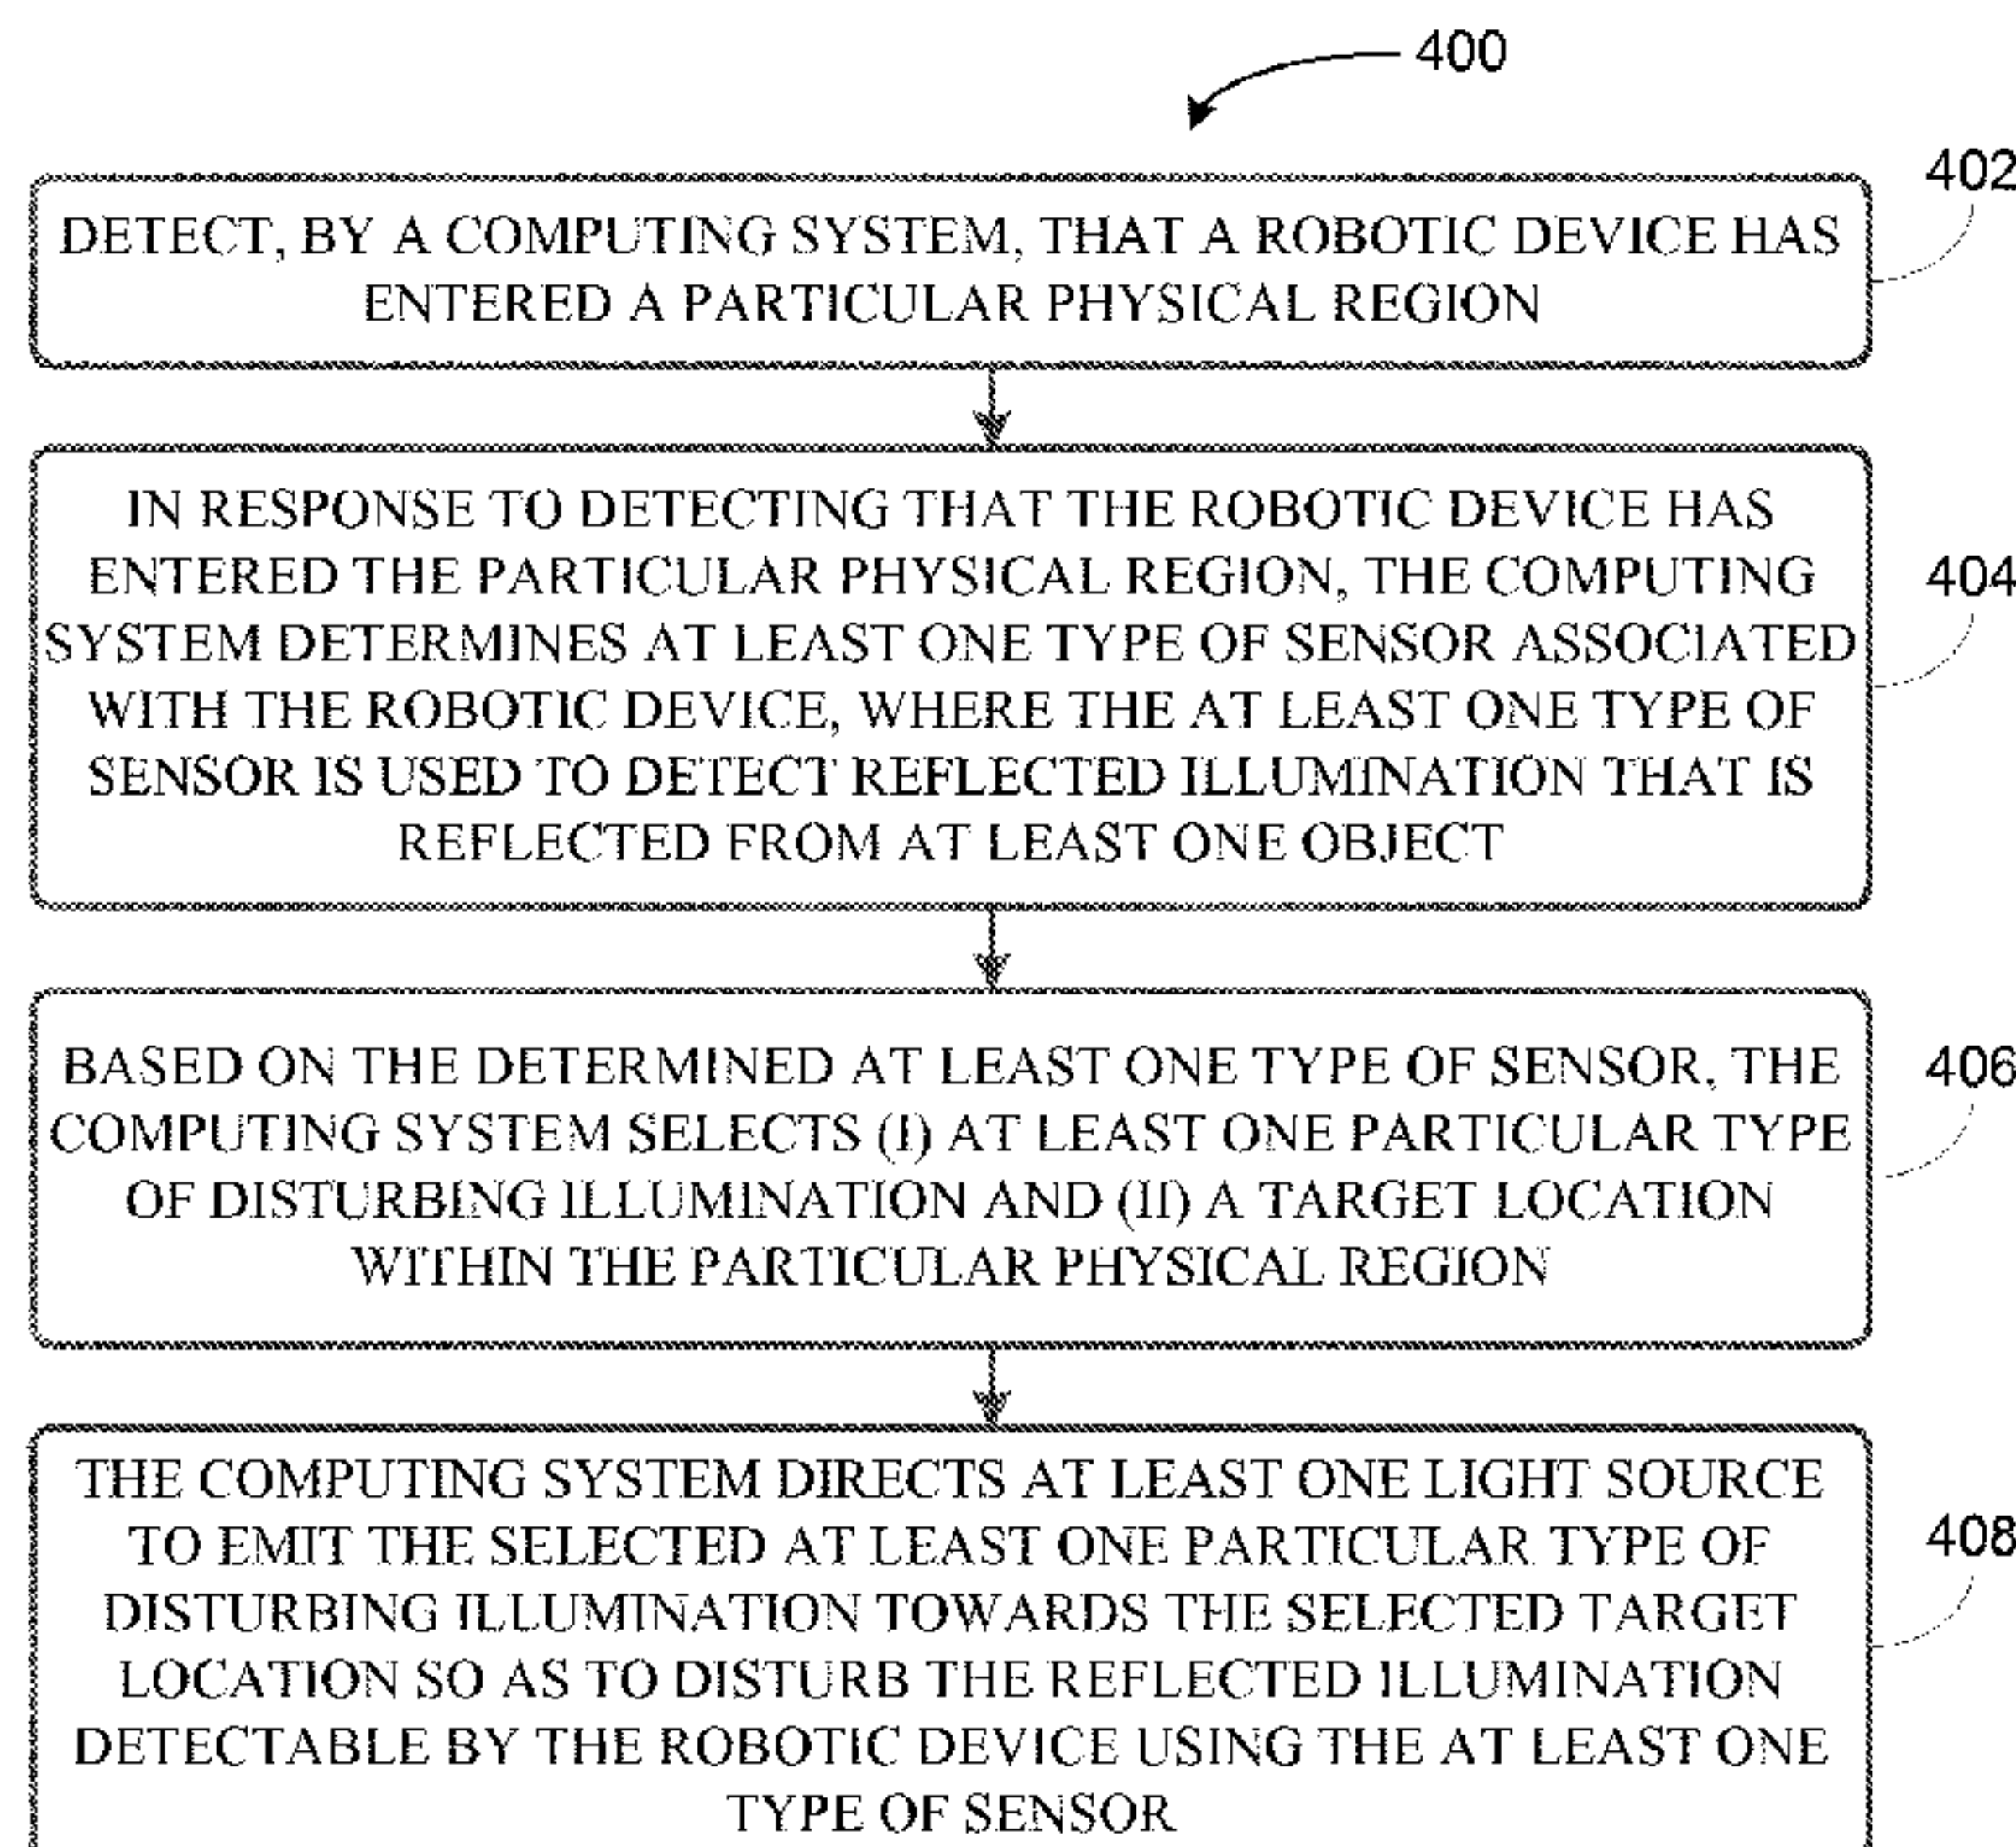 400
402
DETECT, BY A COMPUTING SYSTEM, THAT A ROBOTIC DEVICE HAS
ENTERED A PARTICULAR PHYSICAL REGION
404
IN RESPONSE TO DETECTING THAT THE ROBOTIC DEVICE HAS
ENTERED THE PARTICULAR PHYSICAL REGION, THE COMPUTING
SYSTEM DETERMINES AT LEAST ONE TYPE OF SENSOR ASSOCIATED
WITH THE ROBOTIC DEVICE, WHERE THE AT LEAST ONE TYPE OF
SENSOR IS USED TO DETECT REFLECTED ILLUMINATION THAT IS
REFLECTED FROM AT LEAST ONE OBJECT
406
BASED ON THE DETERMINED AT LEAST ONE TYPE OF SENSOR, THE
COMPUTING SYSTEM SELECTS (I) AT LEAST ONE PARTICULAR TYPE
OF DISTURBING ILLUMINATION AND (II) A TARGET LOCATION
WITHIN THE PARTICULAR PHYSICAL REGION
408
THE COMPUTING SYSTEM DIRECTS AT LEAST ONE LIGHT SOURCE
TO EMIT THE SELECTED AT LEAST ONE PARTICULAR TYPE OF
DISTURBING ILLUMINATION TOWARDS THE SELECTED TARGET
LOCATION SO AS TO DISTURB THE REFLECTED ILLUMINATION
DETECTABLE BY THE ROBOTIC DEVICE USING THE AT LEAST ONE
TYPE OF SENSOR